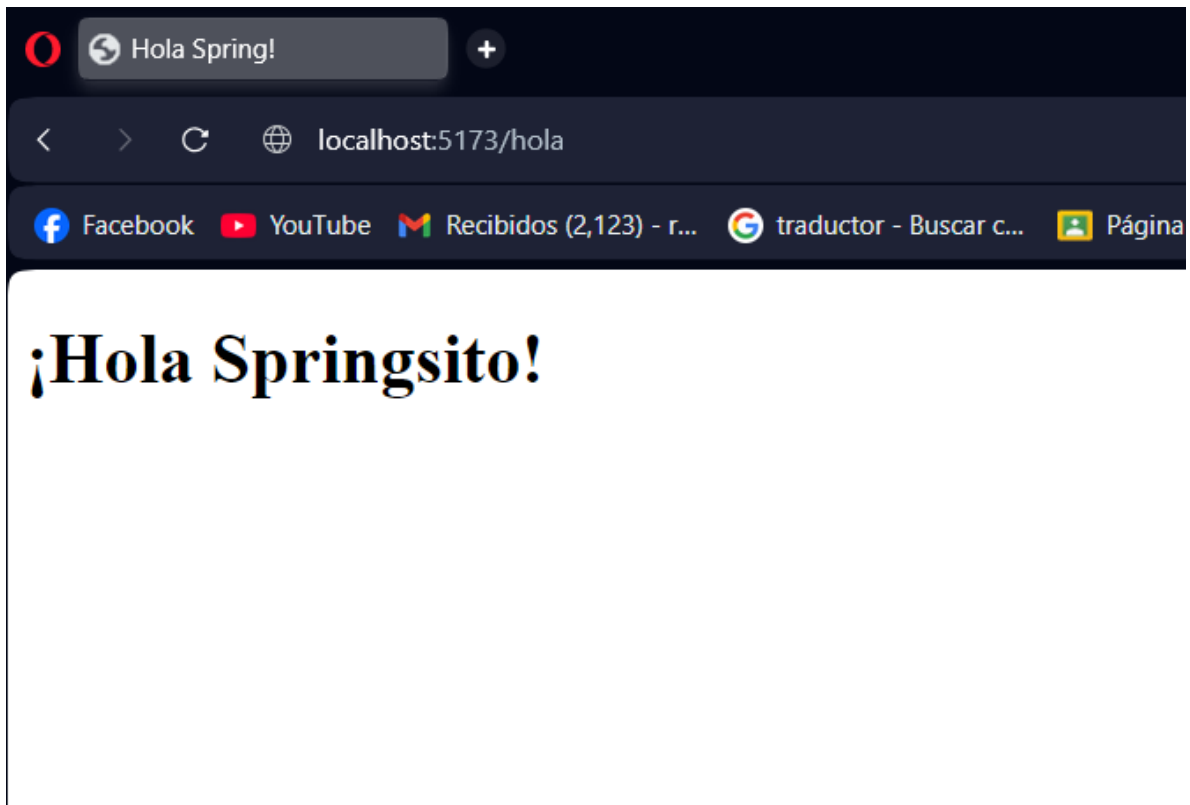 Hola Spring!
localhost:5173/hola
Facebook YouTube Recibidos (2,123) - r... traductor - Buscar c... Página
¡Hola Springsito!